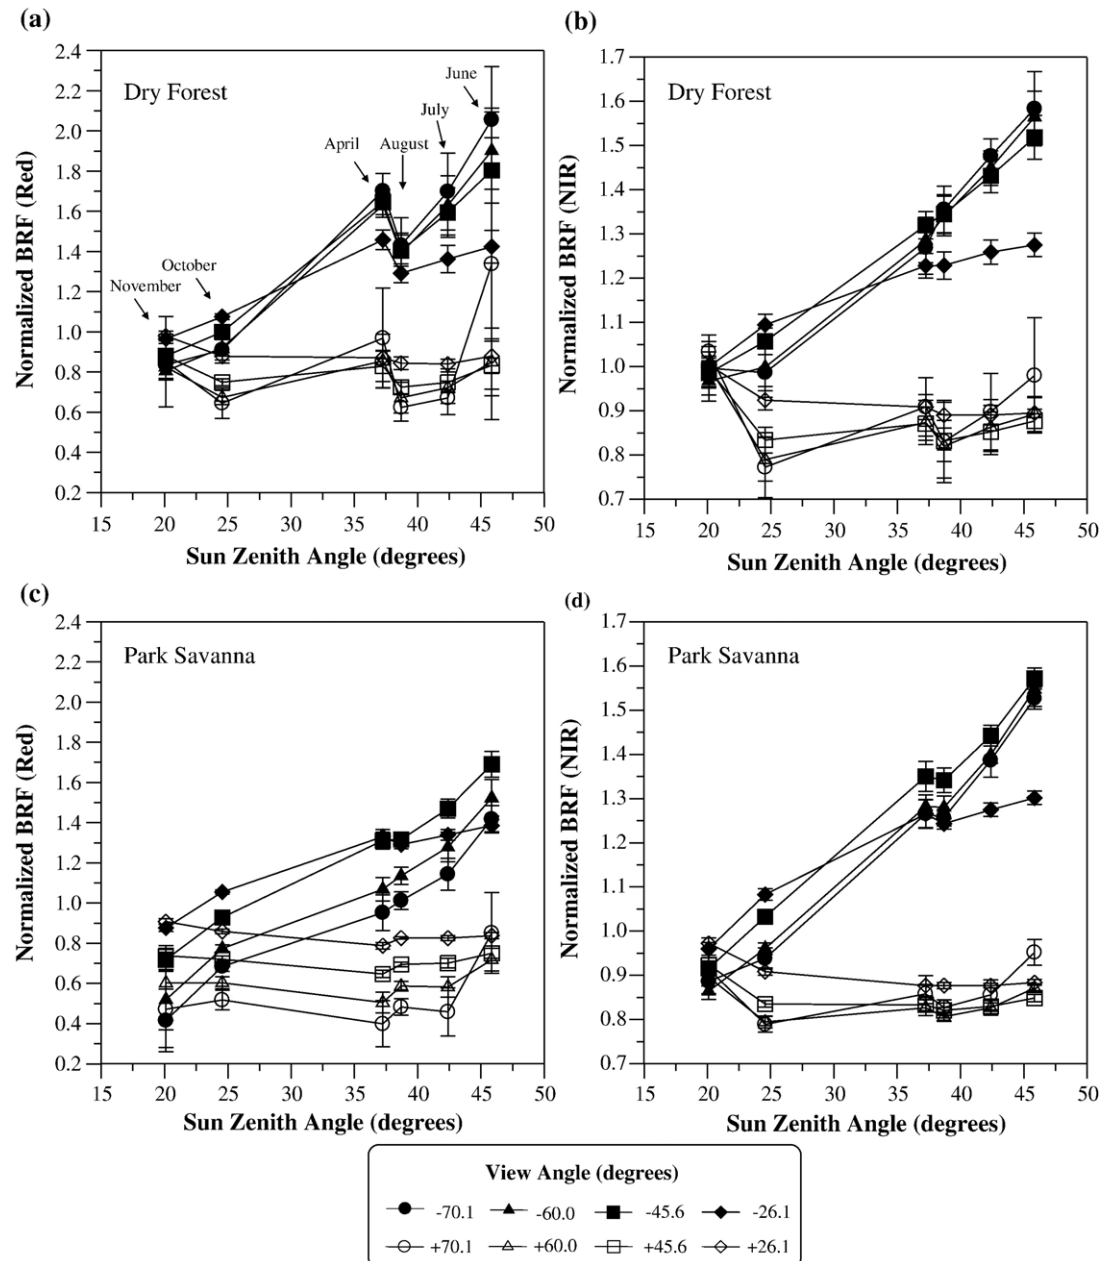 (a)
Dry Forest
Normalized BRF (Red)
2.4
2.2
2.0
1.8
1.6
1.4
1.2
1.0
0.8
0.6
0.4
0.2
November
October
April
August
July
June
15 20 25 30 35 40 45 50
Sun Zenith Angle (degrees)
(b)
Dry Forest
Normalized BRF (NIR)
1.7
1.6
1.5
1.4
1.3
1.2
1.1
1.0
0.9
0.8
0.7
15 20 25 30 35 40 45 50
Sun Zenith Angle (degrees)
(c)
Park Savanna
Normalized BRF (Red)
2.4
2.2
2.0
1.8
1.6
1.4
1.2
1.0
0.8
0.6
0.4
0.2
15 20 25 30 35 40 45 50
Sun Zenith Angle (degrees)
(d)
Park Savanna
Normalized BRF (NIR)
1.7
1.6
1.5
1.4
1.3
1.2
1.1
1.0
0.9
0.8
0.7
15 20 25 30 35 40 45 50
Sun Zenith Angle (degrees)
View Angle (degrees)
-70.1 -60.0 -45.6 -26.1
+70.1 +60.0 +45.6 +26.1